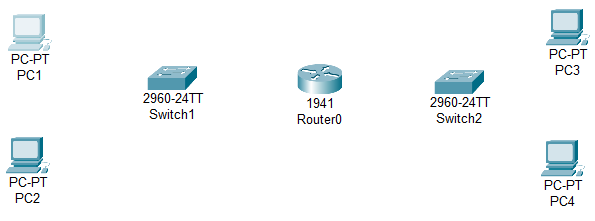 PC-PT
PC1
2960-24TT
Switch1
1941
Router0
2960-24TT
Switch2
PC-PT
PC3
PC-PT
PC2
PC-PT
PC4